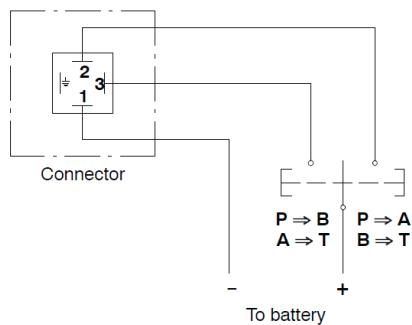 2
3
1
Connector
P ⇒ B P ⇒ A
A ⇒ T B ⇒ T
− +
To battery